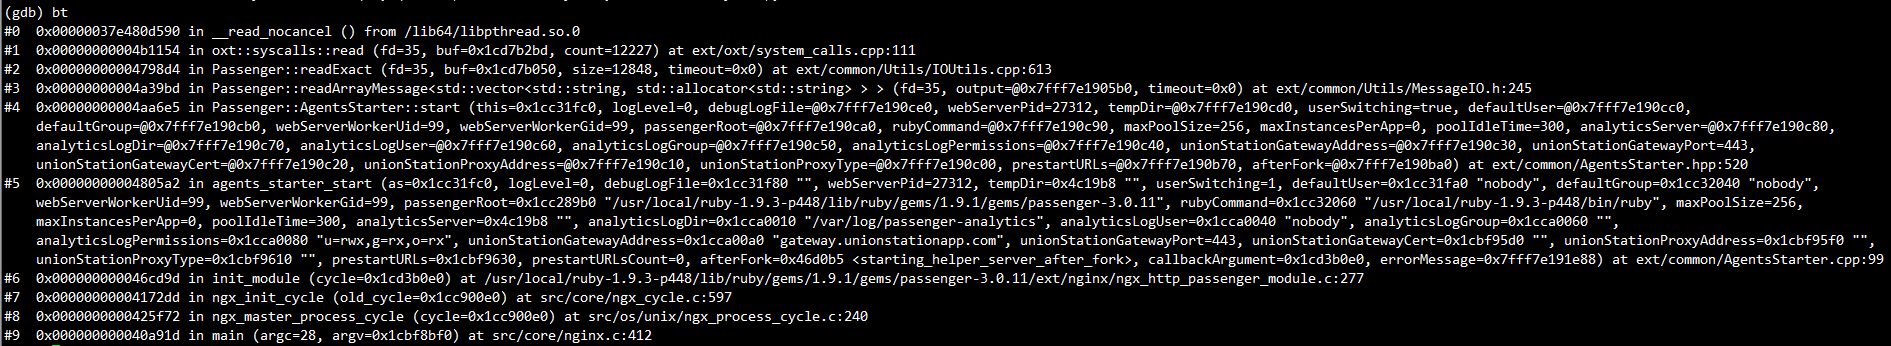 (gdb) bt
#0  0x00000037e480d590 in __read_nocancel () from /lib64/libpthread.so.0
#1  0x00000000004b1154 in oxt::syscalls::read (fd=35, buf=0x1cd7b2bd, count=12227) at ext/oxt/system_calls.cpp:111
#2  0x00000000004798d4 in Passenger::readExact (fd=35, buf=0x1cd7b050, size=12848, timeout=0x0) at ext/common/Utils/IOUtils.cpp:613
#3  0x00000000004a39bd in Passenger::readArrayMessage<std::vector<std::string, std::allocator<std::string> > > (fd=35, output=@0x7fff7e1905b0, timeout=0x0) at ext/common/Utils/MessageIO.h:245
#4  0x00000000004aa6e5 in Passenger::AgentsStarter::start (this=0x1cc31fc0, logLevel=0, debugLogFile=@0x7fff7e190ce0, webServerPid=27312, tempDir=@0x7fff7e190cd0, userSwitching=true, defaultUser=@0x7fff7e190cc0,
defaultGroup=@0x7fff7e190cb0, webServerWorkerUid=99, webServerWorkerGid=99, passengerRoot=@0x7fff7e190ca0, rubyCommand=@0x7fff7e190c90, maxPoolSize=256, maxInstancesPerApp=0, poolIdleTime=300, analyticsServer=@0x7fff7e190c80,
analyticsLogDir=@0x7fff7e190c70, analyticsLogUser=@0x7fff7e190c60, analyticsLogGroup=@0x7fff7e190c50, analyticsLogPermissions=@0x7fff7e190c40, unionStationGatewayAddress=@0x7fff7e190c30, unionStationGatewayPort=443,
unionStationGatewayCert=@0x7fff7e190c20, unionStationProxyAddress=@0x7fff7e190c10, unionStationProxyType=@0x7fff7e190c00, prestartURLs=@0x7fff7e190b70, afterFork=@0x7fff7e190ba0) at ext/common/AgentsStarter.hpp:520
#5  0x00000000004805a2 in agents_starter_start (as=0x1cc31fc0, logLevel=0, debugLogFile=0x1cc31f80 "", webServerPid=27312, tempDir=0x4c19b8 "", userSwitching=1, defaultUser=0x1cc31fa0 "nobody", defaultGroup=0x1cc32040 "nobody",
webServerWorkerUid=99, webServerWorkerGid=99, passengerRoot=0x1cc289b0 "/usr/local/ruby-1.9.3-p448/lib/ruby/gems/1.9.1/gems/passenger-3.0.11", rubyCommand=0x1cc32060 "/usr/local/ruby-1.9.3-p448/bin/ruby", maxPoolSize=256,
maxInstancesPerApp=0, poolIdleTime=300, analyticsServer=0x4c19b8 "", analyticsLogDir=0x1cca0010 "/var/log/passenger-analytics", analyticsLogUser=0x1cca0040 "nobody", analyticsLogGroup=0x1cca0060 "",
analyticsLogPermissions=0x1cca0080 "u=rwx,g=rx,o=rx", unionStationGatewayAddress=0x1cca00a0 "gateway.unionstationapp.com", unionStationGatewayPort=443, unionStationGatewayCert=0x1cbf95d0 "", unionStationProxyAddress=0x1cbf95f0 "",
unionStationProxyType=0x1cbf9610 "", prestartURLs=0x1cbf9630, prestartURLsCount=0, afterFork=0x46d0b5 <starting_helper_server_after_fork>, callbackArgument=0x1cd3b0e0, errorMessage=0x7fff7e191e88) at ext/common/AgentsStarter.cpp:99
#6  0x000000000046cd9d in init_module (cycle=0x1cd3b0e0) at /usr/local/ruby-1.9.3-p448/lib/ruby/gems/1.9.1/gems/passenger-3.0.11/ext/nginx/ngx_http_passenger_module.c:277
#7  0x00000000004172dd in ngx_init_cycle (old_cycle=0x1cc900e0) at src/core/ngx_cycle.c:597
#8  0x0000000000425f72 in ngx_master_process_cycle (cycle=0x1cc900e0) at src/os/unix/ngx_process_cycle.c:240
#9  0x000000000040a91d in main (argc=28, argv=0x1cbf8bf0) at src/core/nginx.c:412